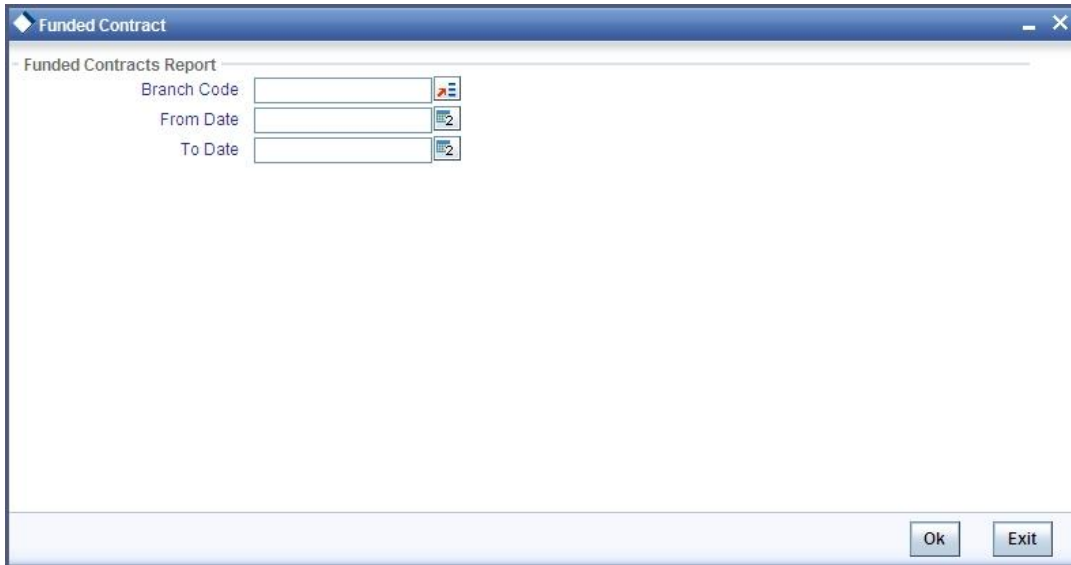 Funded Contract
Funded Contracts Report
Branch Code
From Date
To Date
Ok Exit